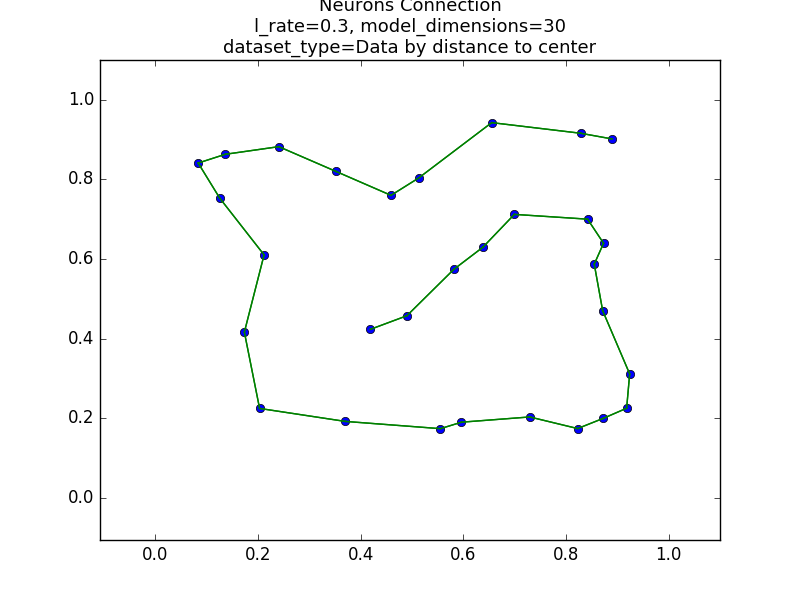 Neurons Connection
l_rate=0.3, model_dimensions=30
dataset_type=Data by distance to center
1.0
0.8
0.6
0.4
0.2
0.0
0.0 0.2 0.4 0.6 0.8 1.0